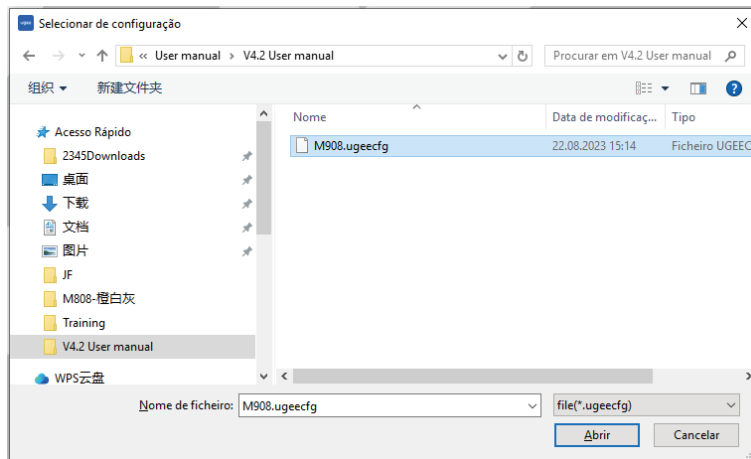 Selecionar de configuração
« User manual › V4.2 User manual
Procurar em V4.2 User manual
组织 新建文件夹
Nome Data de modificaç... Tipo
Acesso Rápido
M908.ugeecfg 22.08.2023 15:14 Ficheiro UGEEC
2345Downloads
桌面
下载
文档
图片
JF
M808-橙白灰
Training
V4.2 User manual
WPS云盘
Nome de ficheiro: M908.ugeecfg file(*.ugeecfg)
Abrir Cancelar